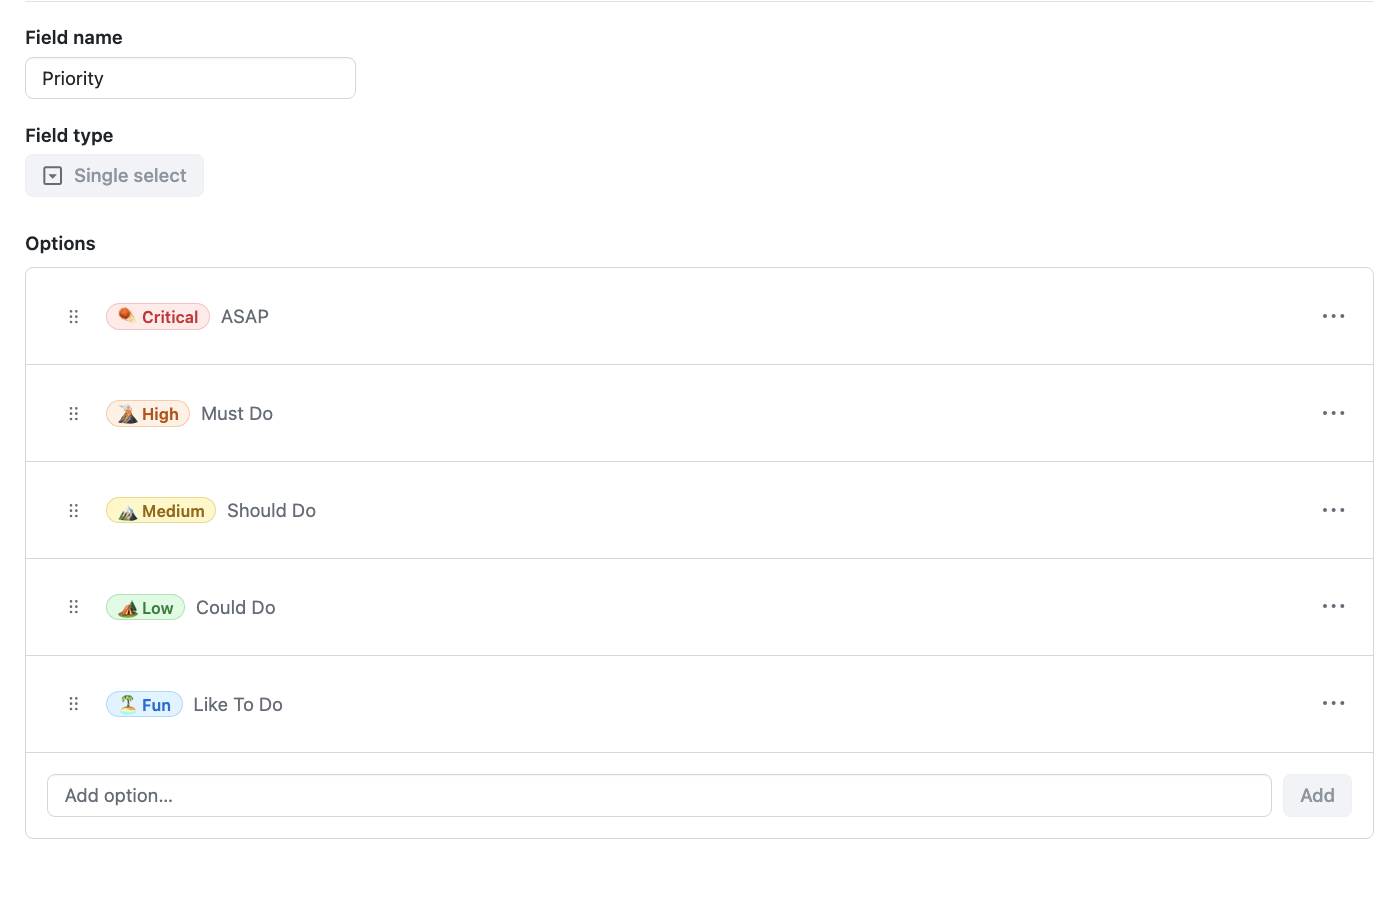 Field name
Priority
Field type
Single select
Options
Critical ASAP
High Must Do
Medium Should Do
Low Could Do
Fun Like To Do
Add option...
Add